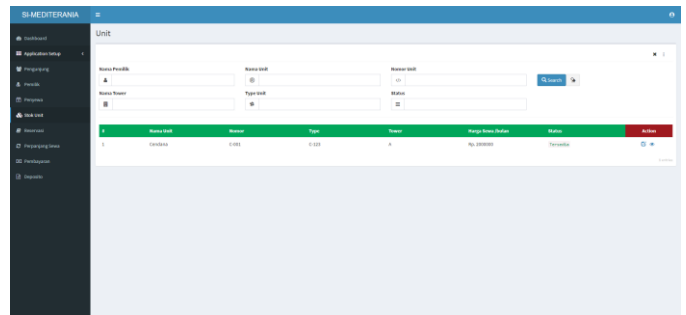 SI-MEDITERANIA
Unit
Dashboard
Application Setup
Pengunjung
Pemilik
Penyewa
Stok Unit
Reservasi
Perpanjang Sewa
Pembayaran
Deposito
Nama Pemilik
Nama Unit
Nomor Unit
Search
Nama Tower
Type Unit
Status
# Nama Unit Nomor Type Tower Harga Sewa /bulan Status Action
1 Cendana C-001 C-123 A Rp. 2000000 Tersedia